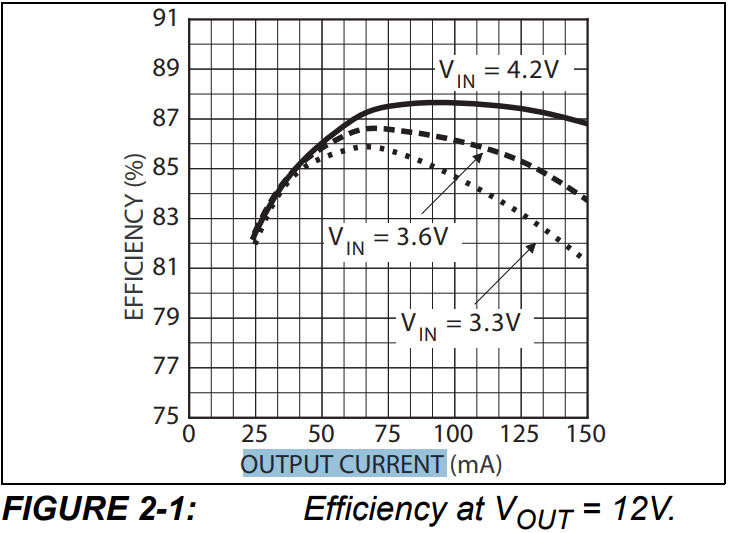 91
89
87
85
83
81
79
77
75
EFFICIENCY (%)
VIN = 4.2V
VIN = 3.6V
VIN = 3.3V
0 25 50 75 100 125 150
OUTPUT CURRENT (mA)
FIGURE 2-1: Efficiency at VOUT = 12V.